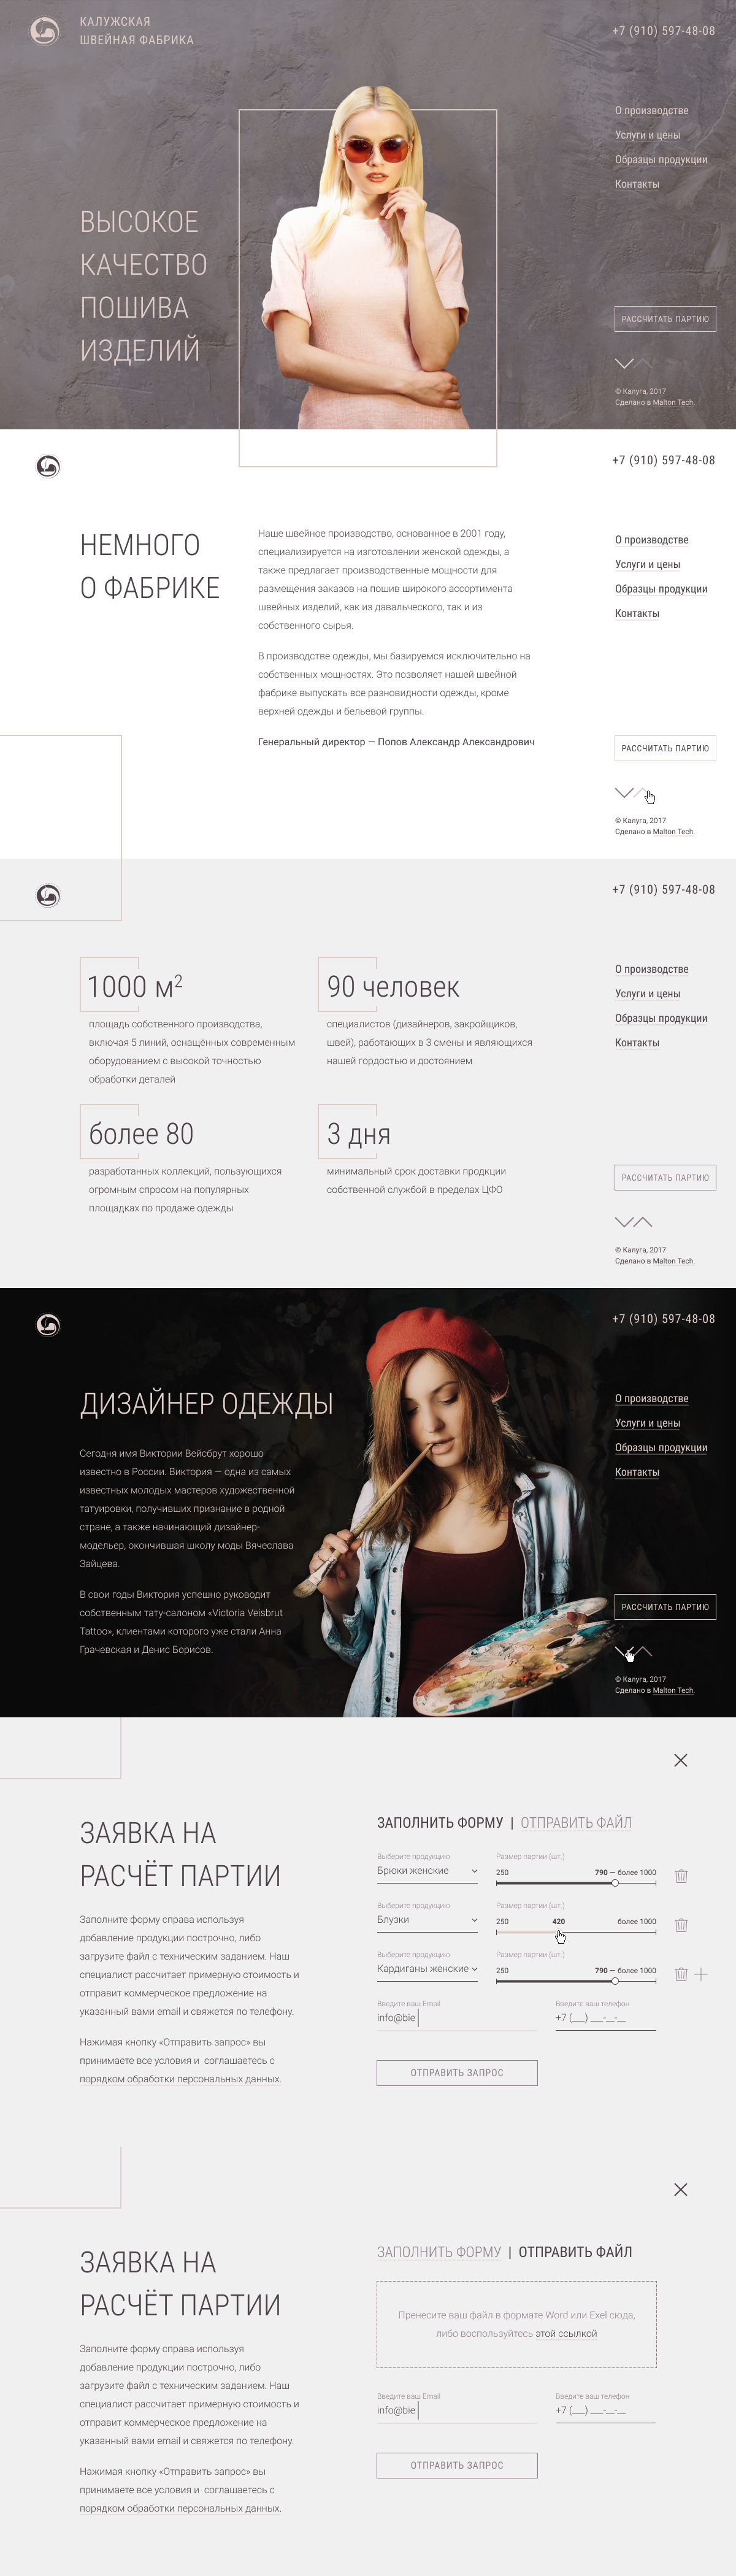 КАЛУЖСКАЯ
ШВЕЙНАЯ ФАБРИКА
+7 (910) 597-48-08
О производстве
Услуги и цены
Образцы продукции
Контакты
ВЫСОКОЕ
КАЧЕСТВО
ПОШИВА
ИЗДЕЛИЙ
РАССЧИТАТЬ ПАРТИЮ
© Калуга, 2017
Сделано в Malton Tech.
+7 (910) 597-48-08
НЕМНОГО
О ФАБРИКЕ
Наше швейное производство, основанное в 2001 году,
специализируется на изготовлении женской одежды, а
также предлагает производственные мощности для
размещения заказов на пошив широкого ассортимента
швейных изделий, как из давальческого, так и из
собственного сырья.
В производстве одежды, мы базируемся исключительно на
собственных мощностях. Это позволяет нашей швейной
фабрике выпускать все разновидности одежды, кроме
верхней одежды и бельевой группы.
Генеральный директор — Попов Александр Александрович
О производстве
Услуги и цены
Образцы продукции
Контакты
РАССЧИТАТЬ ПАРТИЮ
© Калуга, 2017
Сделано в Malton Tech.
+7 (910) 597-48-08
1000 м²
площадь собственного производства,
включая 5 линий, оснащённых современным
оборудованием с высокой точностью
обработки деталей
90 человек
специалистов (дизайнеров, закройщиков,
швей), работающих в 3 смены и являющихся
нашей гордостью и достоянием
более 80
разработанных коллекций, пользующихся
огромным спросом на популярных
площадках по продаже одежды
3 дня
минимальный срок доставки продкции
собственной службой в пределах ЦФО
О производстве
Услуги и цены
Образцы продукции
Контакты
РАССЧИТАТЬ ПАРТИЮ
© Калуга, 2017
Сделано в Malton Tech.
+7 (910) 597-48-08
ДИЗАЙНЕР ОДЕЖДЫ
Сегодня имя Виктории Вейсбрут хорошо
известно в России. Виктория — одна из самых
известных молодых мастеров художественной
татуировки, получивших признание в родной
стране, а также начинающий дизайнер-
модельер, окончившая школу моды Вячеслава
Зайцева.
В свои годы Виктория успешно руководит
собственным тату-салоном «Victoria Veisbrut
Tattoo», клиентами которого уже стали Анна
Грачевская и Денис Борисов.
О производстве
Услуги и цены
Образцы продукции
Контакты
РАССЧИТАТЬ ПАРТИЮ
© Калуга, 2017
Сделано в Malton Tech.
ЗАЯВКА НА
РАСЧЁТ ПАРТИИ
Заполните форму справа используя
добавление продукции построчно, либо
загрузите файл с техническим заданием. Наш
специалист рассчитает примерную стоимость и
отправит коммерческое предложение на
указанный вами email и свяжется по телефону.
Нажимая кнопку «Отправить запрос» вы
принимаете все условия и соглашаетесь с
порядком обработки персональных данных.
ЗАПОЛНИТЬ ФОРМУ | ОТПРАВИТЬ ФАЙЛ
Выберите продукцию Размер партии (шт.)
Брюки женские 250 790 — более 1000
Выберите продукцию Размер партии (шт.)
Блузки 250 420 более 1000
Выберите продукцию Размер партии (шт.)
Кардиганы женские 250 790 — более 1000
Введите ваш Email Введите ваш телефон
info@bie +7 (___) ___-__-__
ОТПРАВИТЬ ЗАПРОС
ЗАЯВКА НА
РАСЧЁТ ПАРТИИ
Заполните форму справа используя
добавление продукции построчно, либо
загрузите файл с техническим заданием. Наш
специалист рассчитает примерную стоимость и
отправит коммерческое предложение на
указанный вами email и свяжется по телефону.
Нажимая кнопку «Отправить запрос» вы
принимаете все условия и соглашаетесь с
порядком обработки персональных данных.
ЗАПОЛНИТЬ ФОРМУ | ОТПРАВИТЬ ФАЙЛ
Пренесите ваш файл в формате Word или Exel сюда,
либо воспользуйтесь этой ссылкой
Введите ваш Email Введите ваш телефон
info@bie +7 (___) ___-__-__
ОТПРАВИТЬ ЗАПРОС